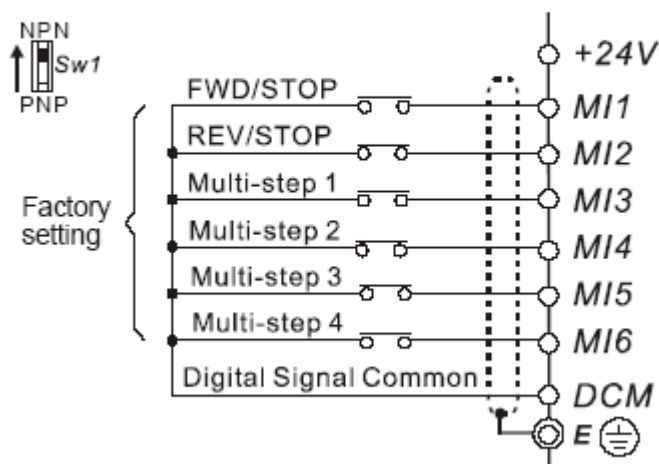 NPN
Sw1
PNP
+24V
FWD/STOP
MI1
REV/STOP
MI2
Multi-step 1
MI3
Factory
setting
Multi-step 2
MI4
Multi-step 3
MI5
Multi-step 4
MI6
Digital Signal Common
DCM
E